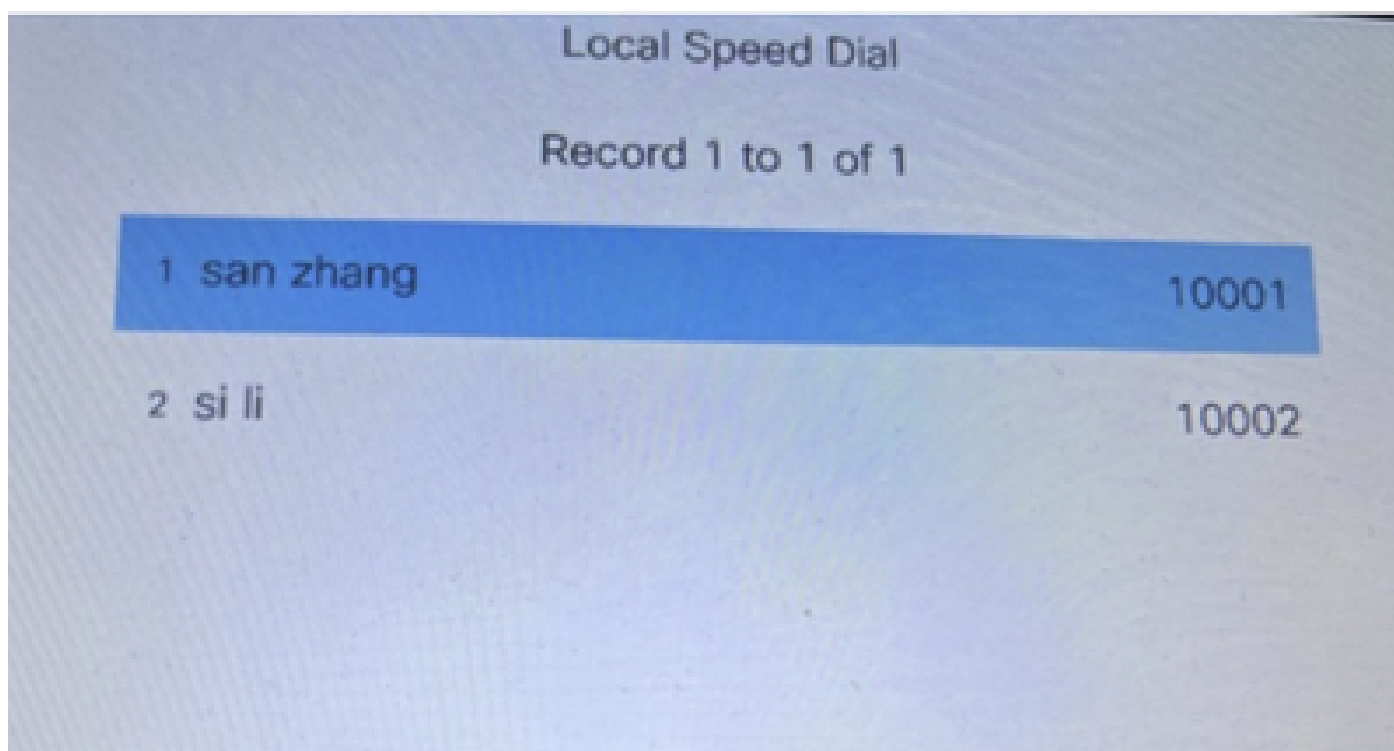 Local Speed Dial
Record 1 to 1 of 1
1 san zhang 10001
2 si li 10002